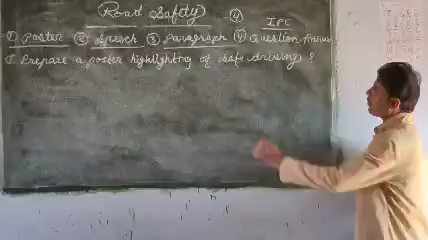 Road Safety 4
IPC
① Poster ② Speech ③ Paragraph ④ Question Answer
1. Prepare a poster highlighting of safe driving?